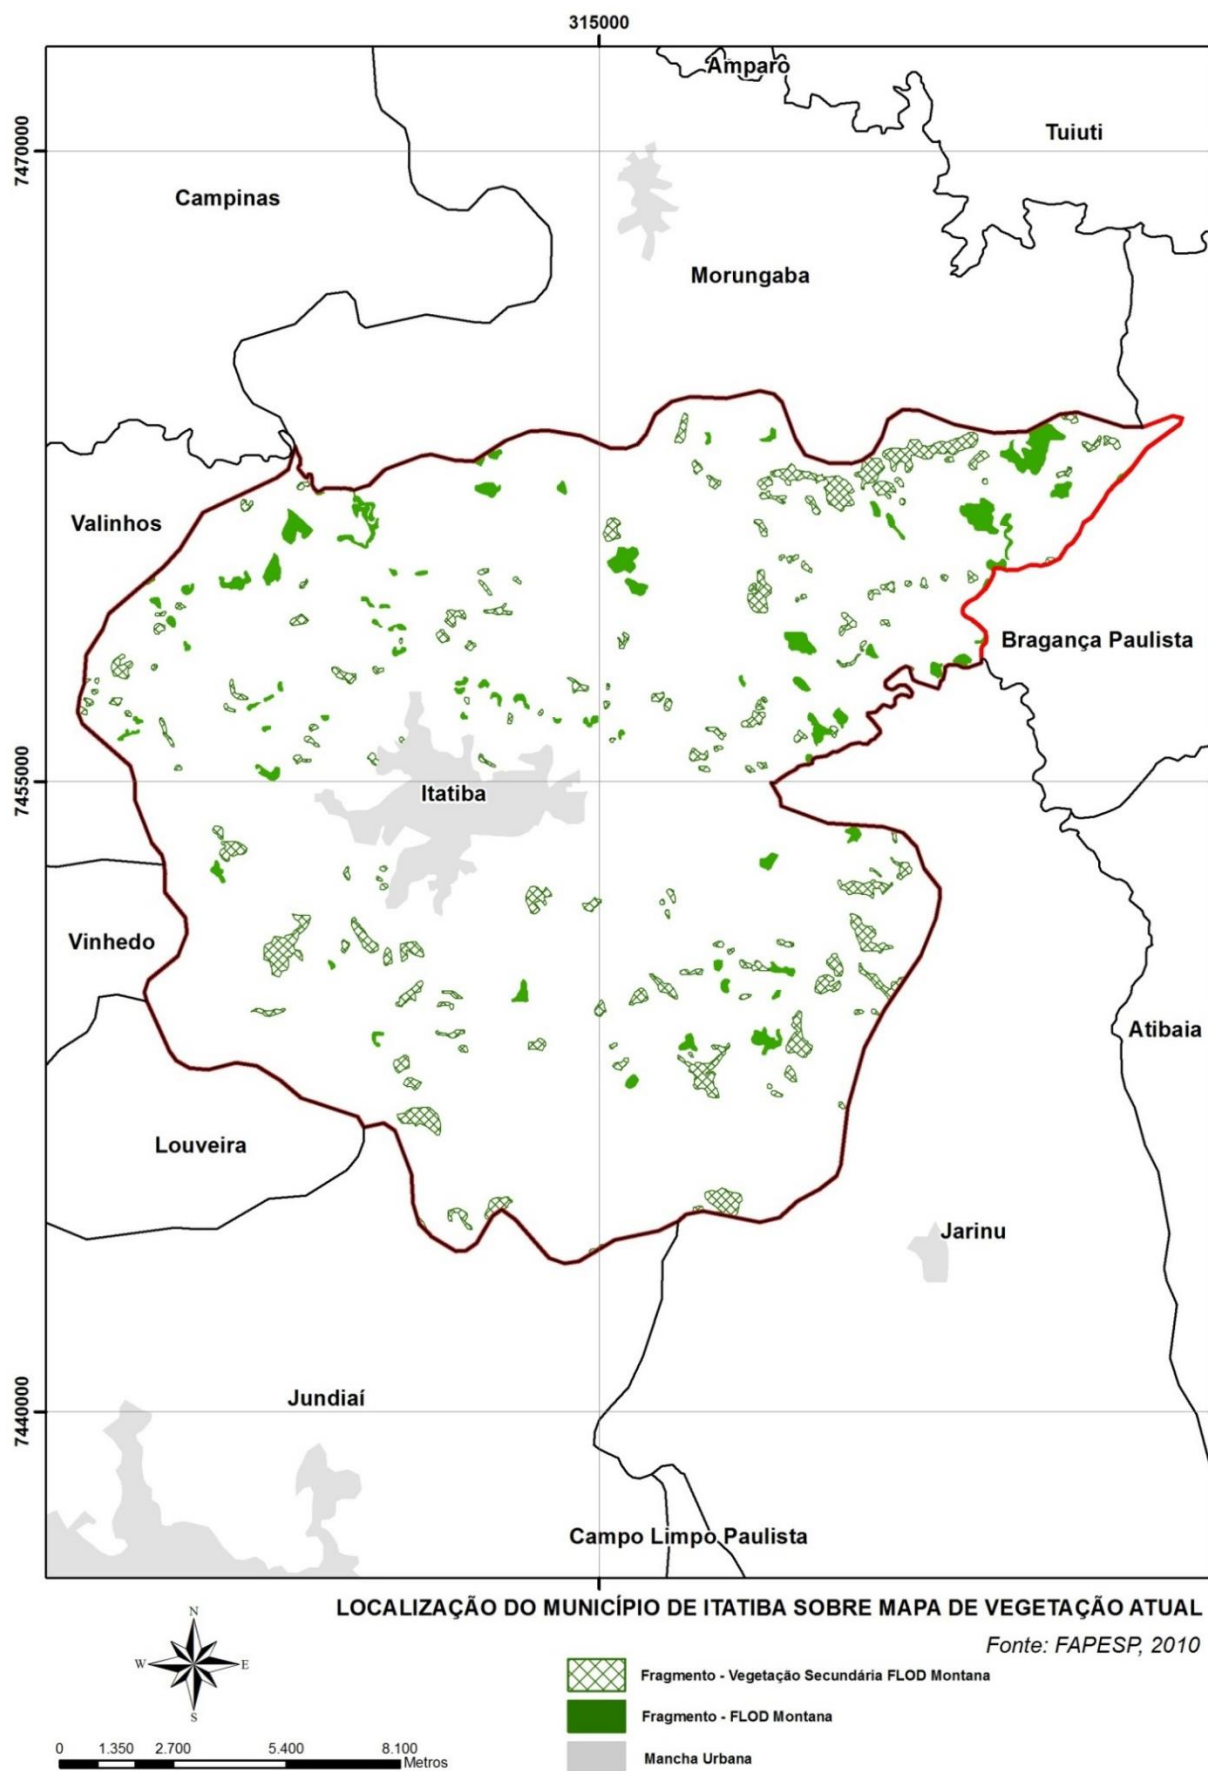 315000
Amparo
Tuiuti
7470000
Campinas
Morungaba
Valinhos
Bragança Paulista
7455000
Itatiba
Vinhedo
Atibaia
Louveira
Jarinu
Jundiaí
7440000
Campo Limpo Paulista
LOCALIZAÇÃO DO MUNICÍPIO DE ITATIBA SOBRE MAPA DE VEGETAÇÃO ATUAL
Fonte: FAPESP, 2010
N
W E
S
Fragmento - Vegetação Secundária FLOD Montana
Fragmento - FLOD Montana
Mancha Urbana
0 1.350 2.700 5.400 8.100
Metros